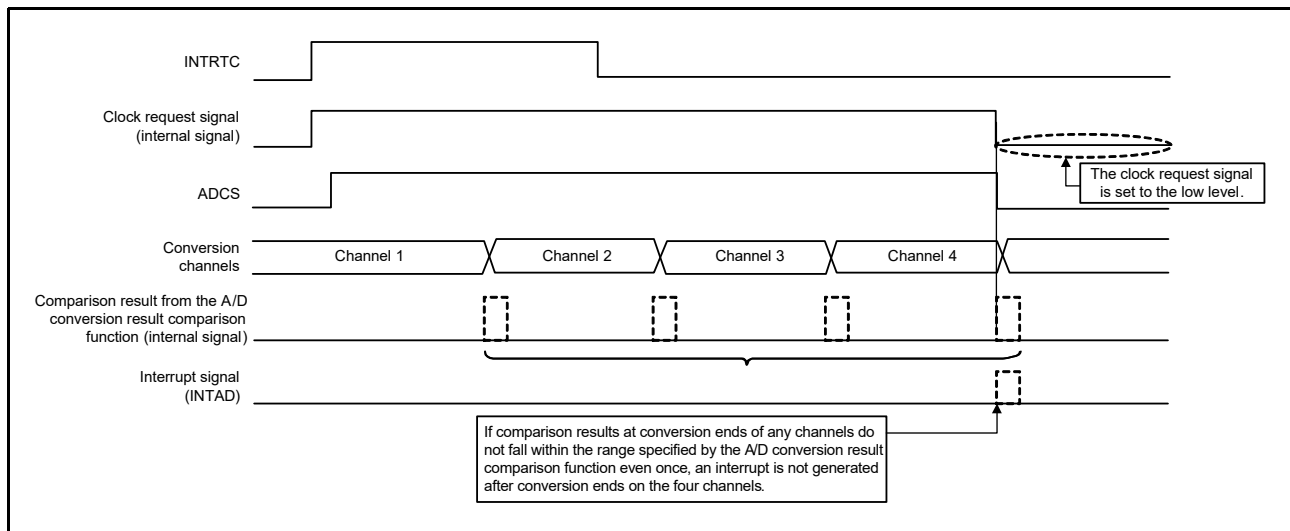 INTRTC
Clock request signal
(internal signal)
The clock request signal
is set to the low level.
ADCS
Conversion
channels
Channel 1
Channel 2
Channel 3
Channel 4
Comparison result from the A/D
conversion result comparison
function (internal signal)
Interrupt signal
(INTAD)
If comparison results at conversion ends of any channels do
not fall within the range specified by the A/D conversion result
comparison function even once, an interrupt is not generated
after conversion ends on the four channels.